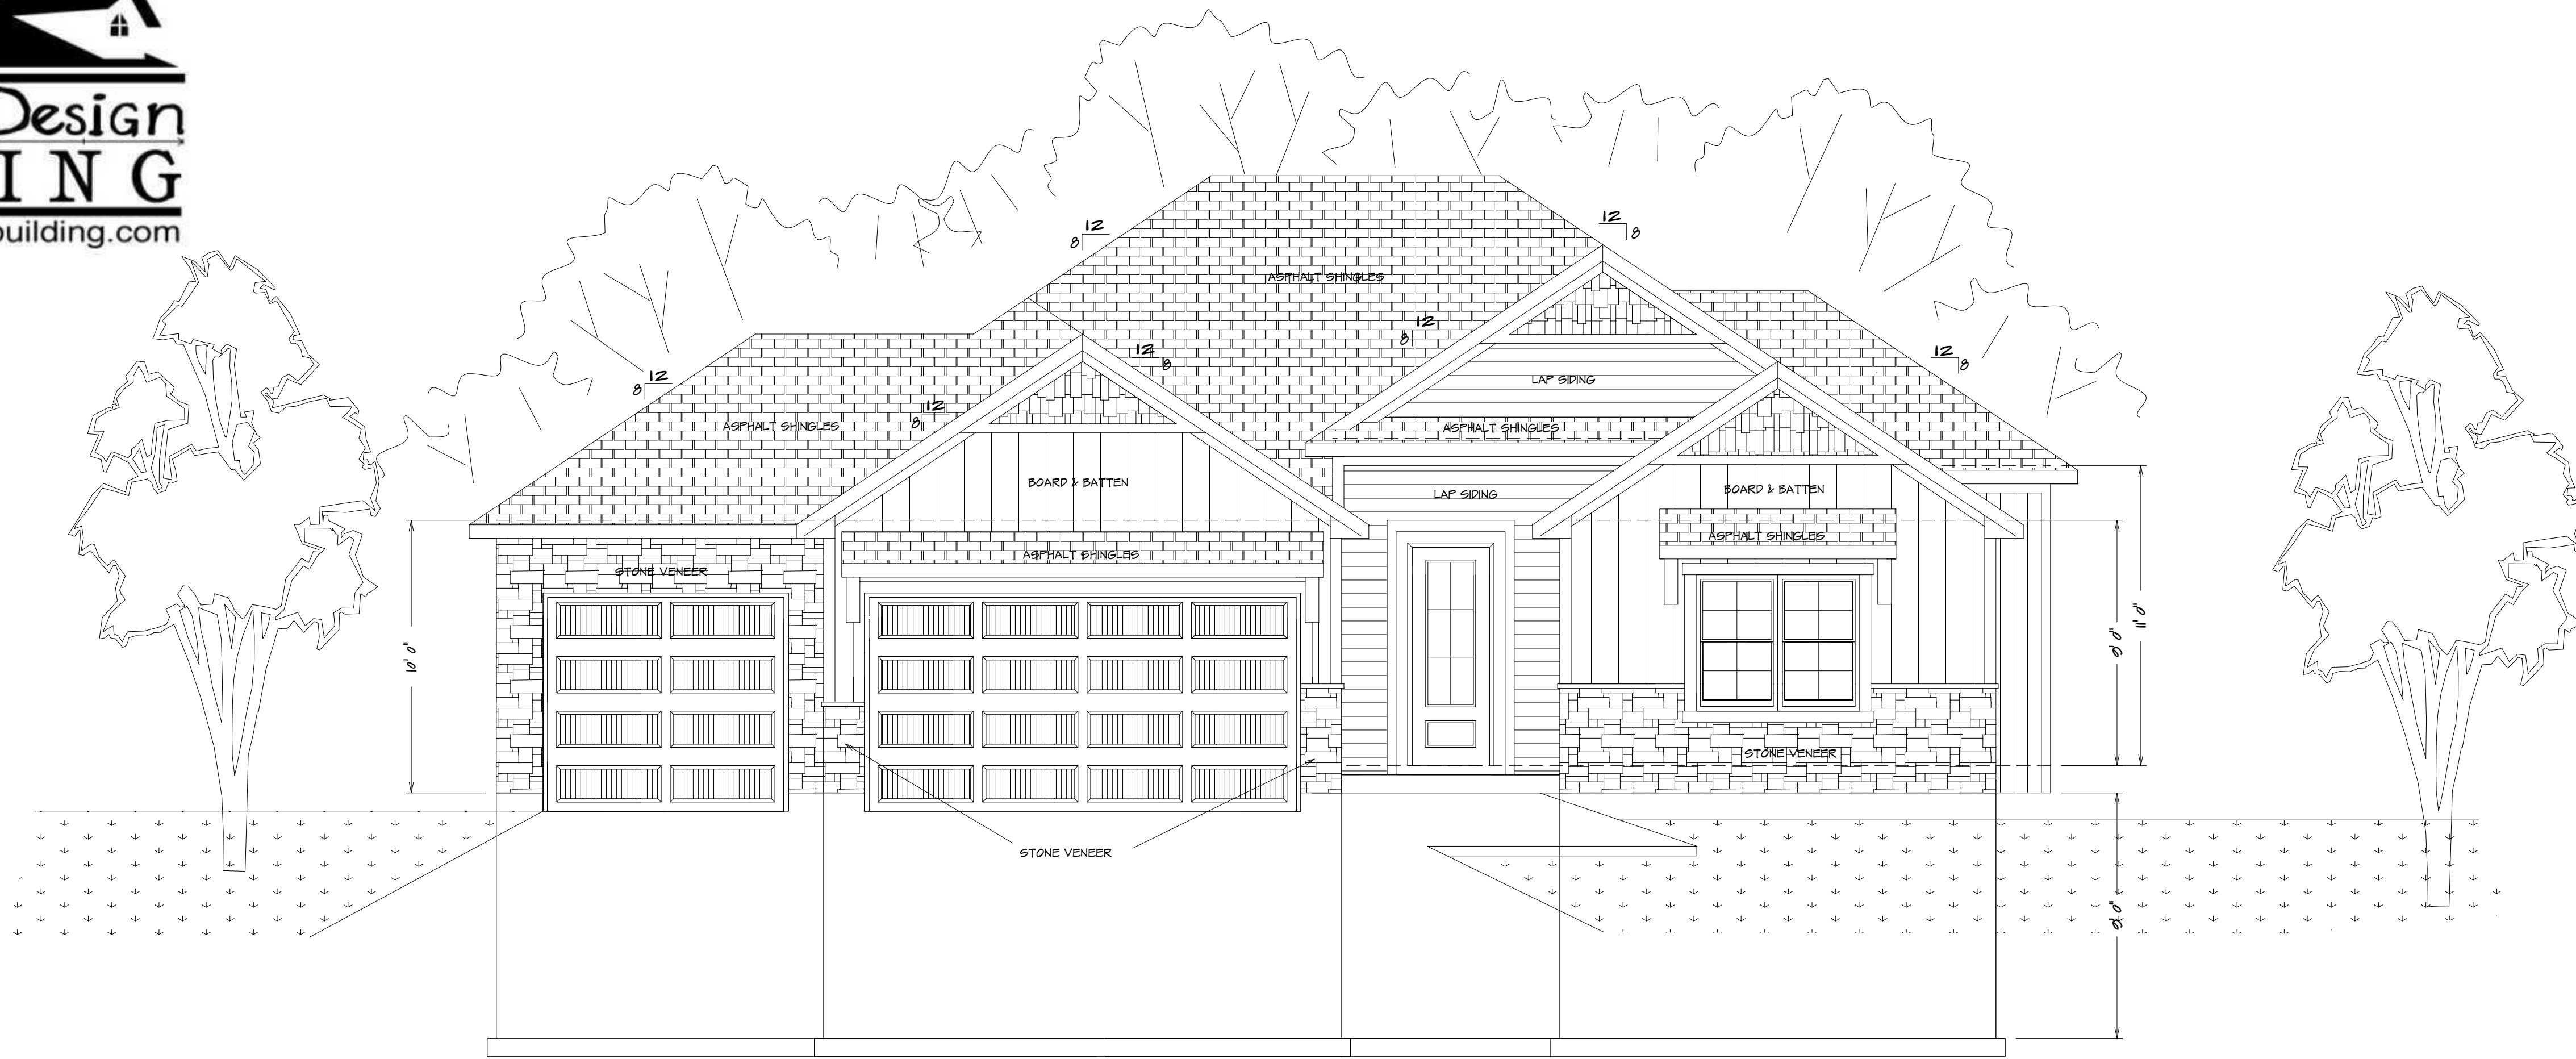 Design
ING
building.com
12
8
12
8
ASPHALT SHINGLES
12
8
12
8
12
8
12
8
12
8
LAP SIDING
ASPHALT SHINGLES
ASPHALT SHINGLES
BOARD & BATTEN
LAP SIDING
BOARD & BATTEN
ASPHALT SHINGLES
ASPHALT SHINGLES
STONE VENEER
10' 0"
9' 0"
11' 0"
STONE VENEER
STONE VENEER
9' 0"